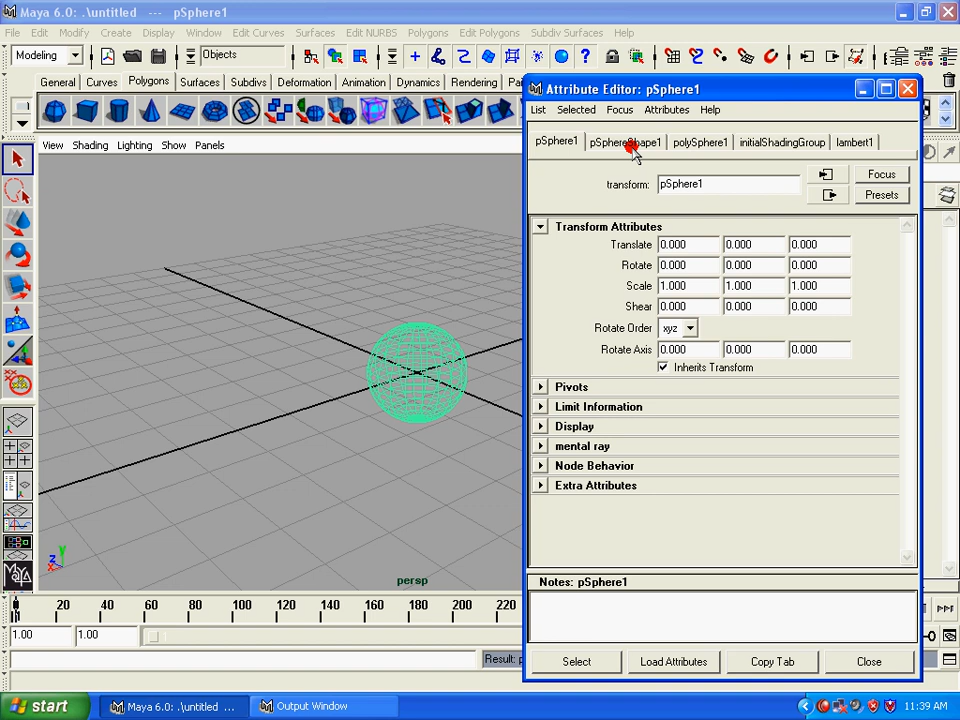 Maya 6.0: .\untitled --- pSphere1
File Edit Modify Create Display Window Edit Curves Surfaces Edit NURBS Polygons Edit Polygons Subdiv Surfaces Help
Modeling Objects
General Curves Polygons Surfaces Subdivs Deformation Animation Dynamics Rendering
View Shading Lighting Show Panels
Attribute Editor: pSphere1
List Selected Focus Attributes Help
pSphere1 pSphereShape1 polySphere1 initialShadingGroup lambert1
transform: pSphere1
Focus
Presets
Transform Attributes
Translate 0.000 0.000 0.000
Rotate 0.000 0.000 0.000
Scale 1.000 1.000 1.000
Shear 0.000 0.000 0.000
Rotate Order xyz
Rotate Axis 0.000 0.000 0.000
Inherits Transform
Pivots
Limit Information
Display
mental ray
Node Behavior
Extra Attributes
Notes: pSphere1
Select Load Attributes Copy Tab Close
y
z
x
persp
20 40 60 80 100 120 140 160 180 200 220
1.00 1.00
Result: p
start Maya 6.0: .\untitled ... Output Window 11:39 AM